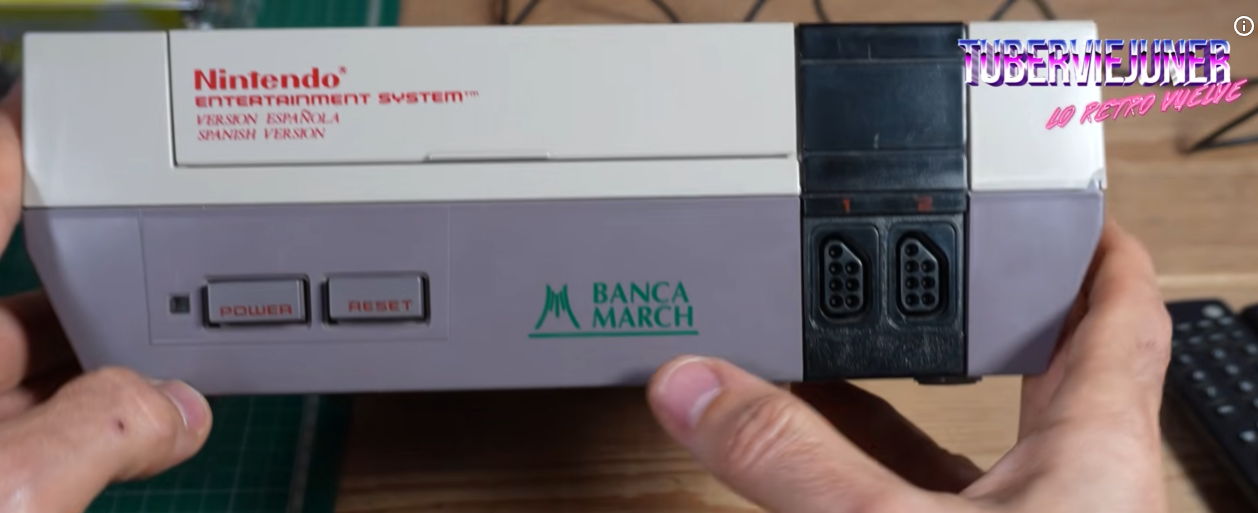 Nintendo®
ENTERTAINMENT SYSTEM™
VERSION ESPAÑOLA
SPANISH VERSION
TUBERVIEJUNER
LO RETRO VUELVE
1 2
POWER RESET
BANCA
MARCH